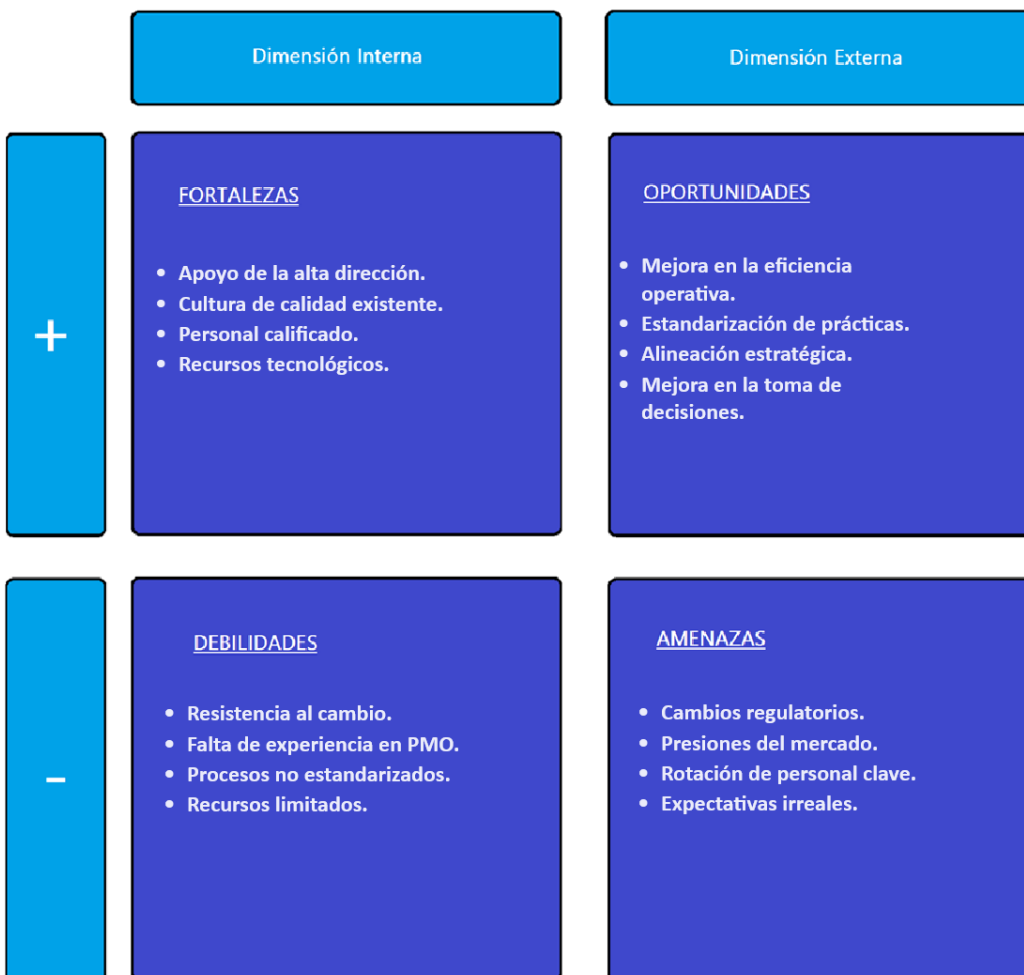 Dimensión Interna
Dimensión Externa
+
FORTALEZAS
• Apoyo de la alta dirección.
• Cultura de calidad existente.
• Personal calificado.
• Recursos tecnológicos.
OPORTUNIDADES
• Mejora en la eficiencia
operativa.
• Estandarización de prácticas.
• Alineación estratégica.
• Mejora en la toma de
decisiones.
-
DEBILIDADES
• Resistencia al cambio.
• Falta de experiencia en PMO.
• Procesos no estandarizados.
• Recursos limitados.
AMENAZAS
• Cambios regulatorios.
• Presiones del mercado.
• Rotación de personal clave.
• Expectativas irreales.